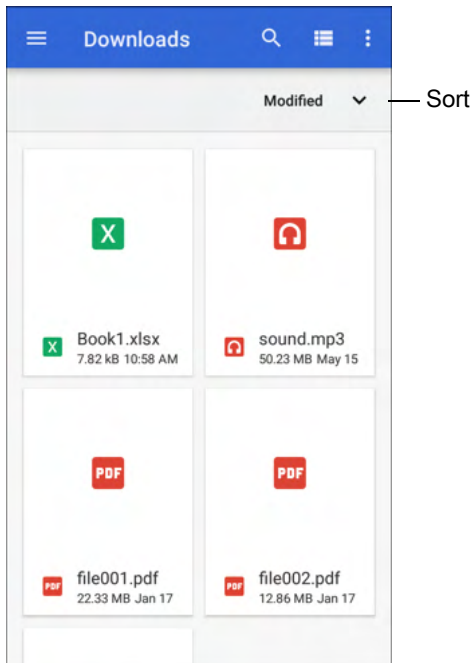 Downloads
Modified
Sort
X
Book1.xlsx
7.82 kB 10:58 AM
X
sound.mp3
50.23 MB May 15
PDF
file001.pdf
22.33 MB Jan 17
PDF
PDF
file002.pdf
12.86 MB Jan 17
PDF